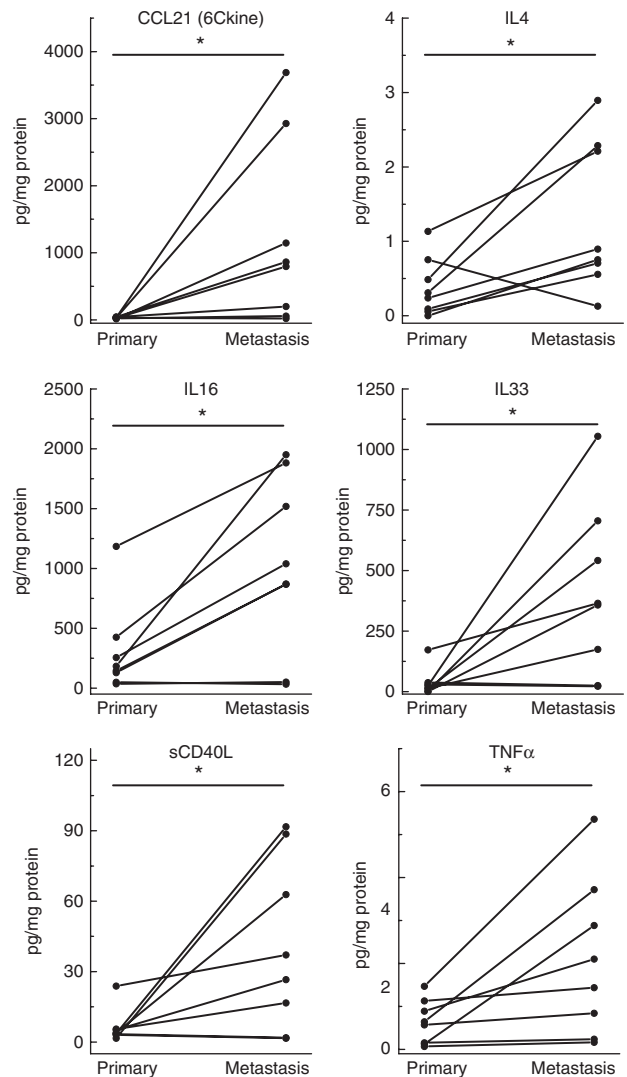 CCL21 (6Ckine)
*
4000
3000
2000
1000
0
pg/mg protein
Primary
Metastasis
IL4
*
4
3
2
1
0
pg/mg protein
Primary
Metastasis
IL16
*
2500
2000
1500
1000
500
0
pg/mg protein
Primary
Metastasis
IL33
*
1250
1000
750
500
250
0
pg/mg protein
Primary
Metastasis
sCD40L
*
120
90
60
30
0
pg/mg protein
Primary
Metastasis
TNFα
*
6
4
2
0
pg/mg protein
Primary
Metastasis